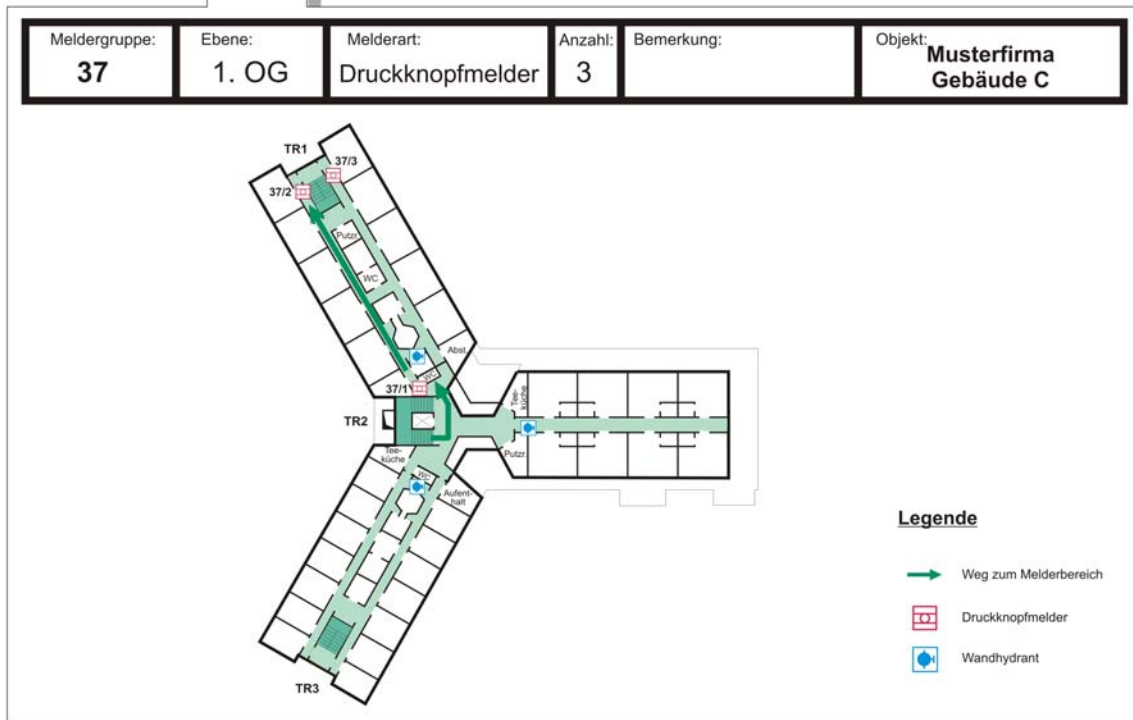 Meldergruppe:
37
Ebene:
1. OG
Melderart:
Druckknopfmelder
Anzahl:
3
Bemerkung:
Objekt:
Musterfirma
Gebäude C
TR1
37/3
37/2
Putzr.
WC
Abst.
WC
37/1
TR2
Tee-
küche
Tee-
küche
Putzr.
WC
Aufent-
halt
TR3
Legende
Weg zum Melderbereich
Druckknopfmelder
Wandhydrant